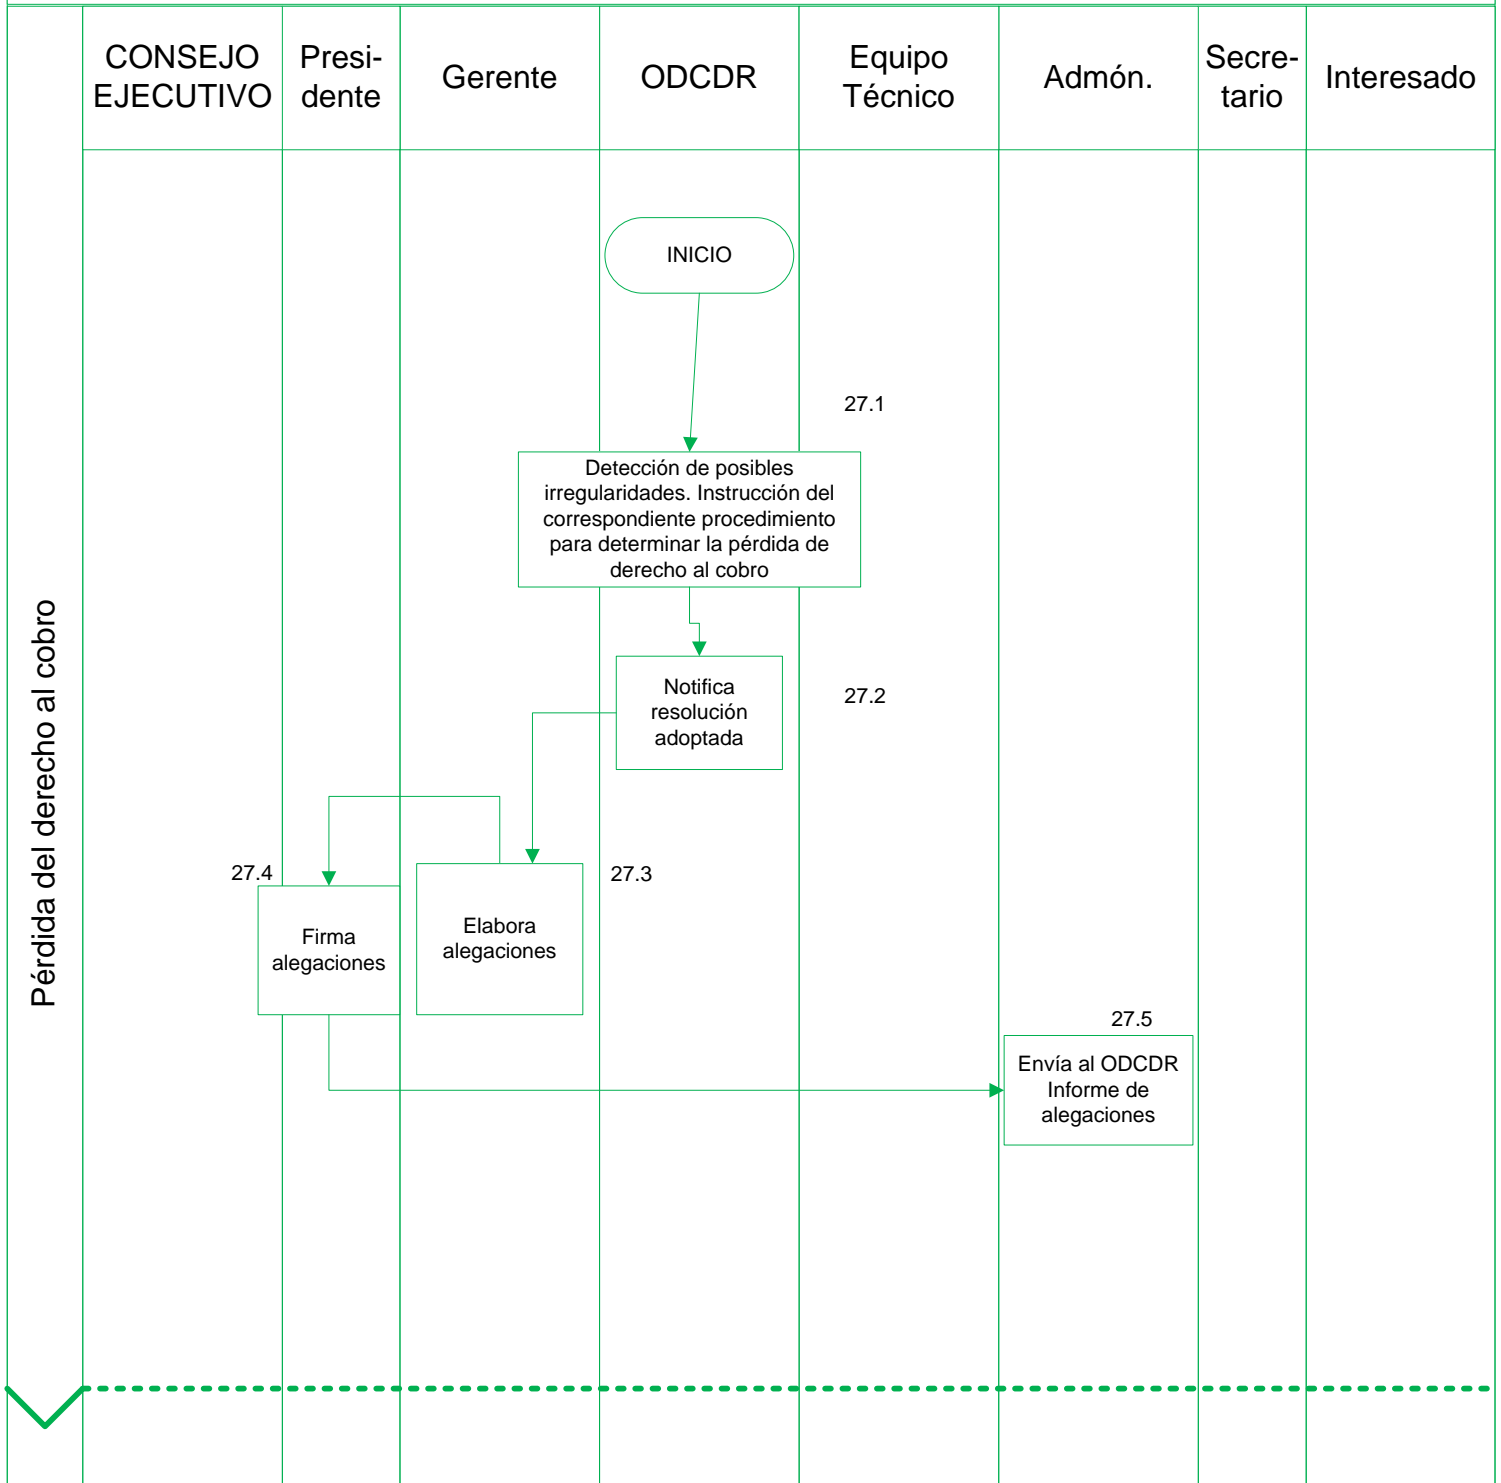 CONSEJO
EJECUTIVO
Presi-
dente
Gerente
ODCDR
Equipo
Técnico
Admón.
Secre-
tario
Interesado
Pérdida del derecho al cobro
INICIO
27.1
Detección de posibles
irregularidades. Instrucción del
correspondiente procedimiento
para determinar la pérdida de
derecho al cobro
Notifica
resolución
adoptada
27.2
27.4
Firma
alegaciones
Elabora
alegaciones
27.3
27.5
Envía al ODCDR
Informe de
alegaciones